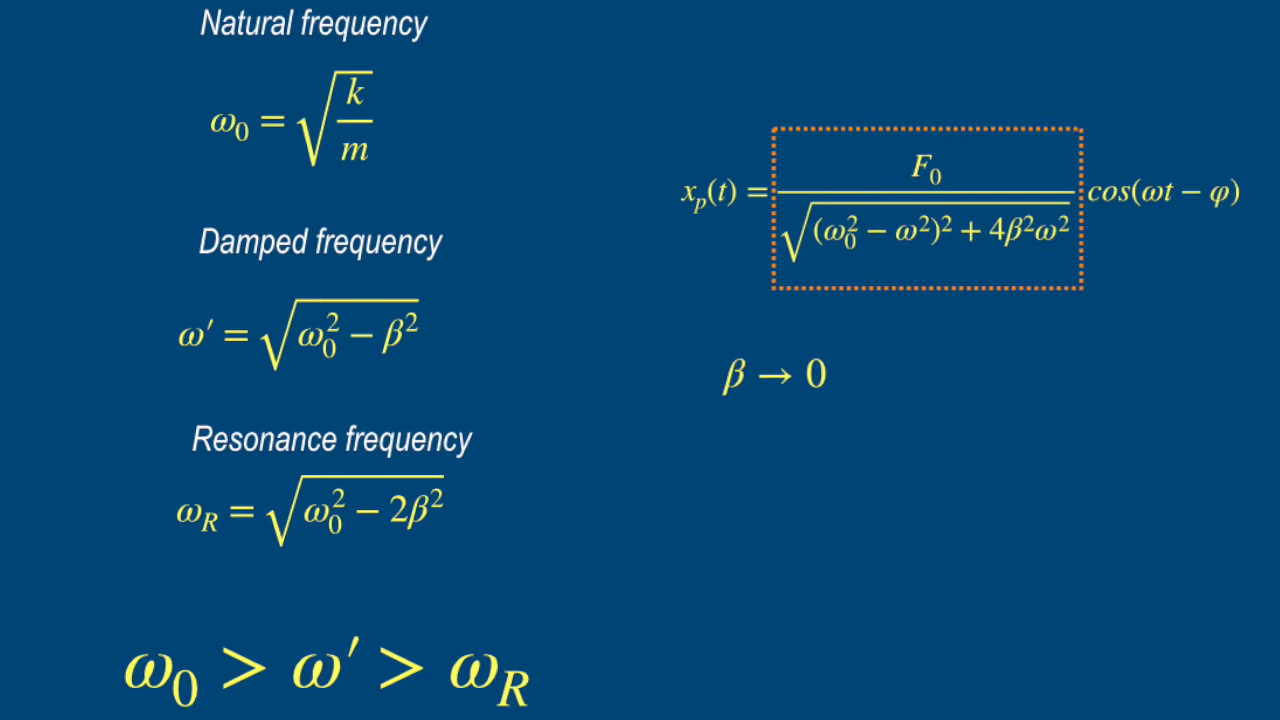 Natural frequency
ω₀ = √(k/m)
Damped frequency
ω′ = √(ω₀² − β²)
Resonance frequency
ω_R = √(ω₀² − 2β²)
ω₀ > ω′ > ω_R
xₚ(t) = F₀/√((ω₀² − ω²)² + 4β²ω²) cos(ωt − φ)
β → 0